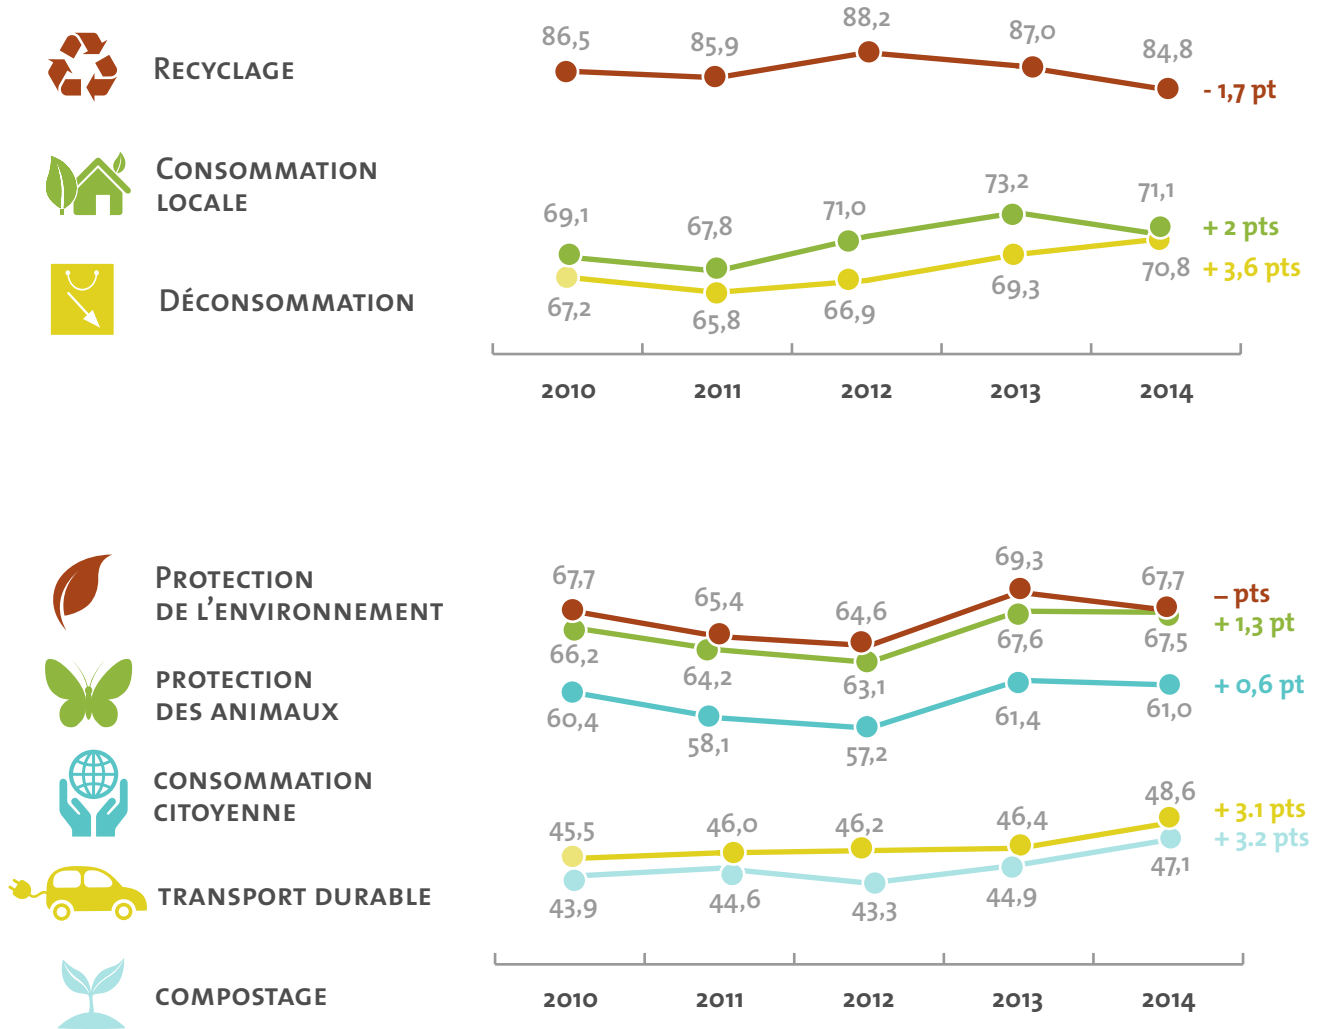 RECYCLAGE
86,5
85,9
88,2
87,0
84,8
- 1,7 pt
CONSOMMATION
LOCALE
69,1
67,8
71,0
73,2
71,1
+ 2 pts
DÉCONSOMMATION
67,2
65,8
66,9
69,3
70,8
+ 3,6 pts
2010
2011
2012
2013
2014
PROTECTION
DE L'ENVIRONNEMENT
67,7
65,4
64,6
69,3
67,7
– pts
PROTECTION
DES ANIMAUX
66,2
64,2
63,1
67,6
67,5
+ 1,3 pt
CONSOMMATION
CITOYENNE
60,4
58,1
57,2
61,4
61,0
+ 0,6 pt
TRANSPORT DURABLE
45,5
46,0
46,2
46,4
48,6
+ 3.1 pts
COMPOSTAGE
43,9
44,6
43,3
44,9
47,1
+ 3.2 pts
2010
2011
2012
2013
2014